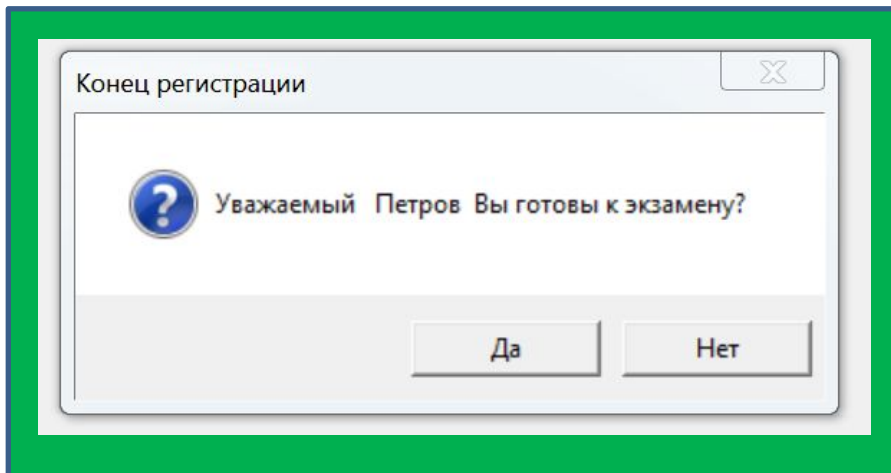 Конец регистрации
Уважаемый Петров Вы готовы к экзамену?
Да
Нет